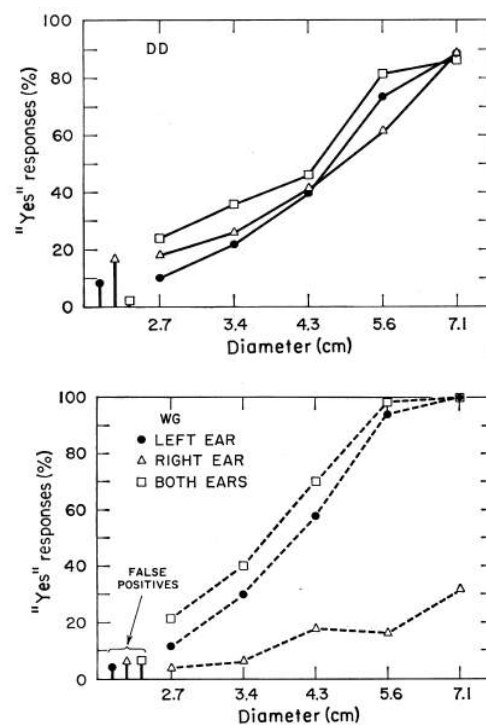 100
80
60
40
20
0
"Yes" responses (%)
DD
2.7 3.4 4.3 5.6 7.1
Diameter (cm)
100
80
60
40
20
0
"Yes" responses (%)
WG
LEFT EAR
RIGHT EAR
BOTH EARS
FALSE
POSITIVES
2.7 3.4 4.3 5.6 7.1
Diameter (cm)